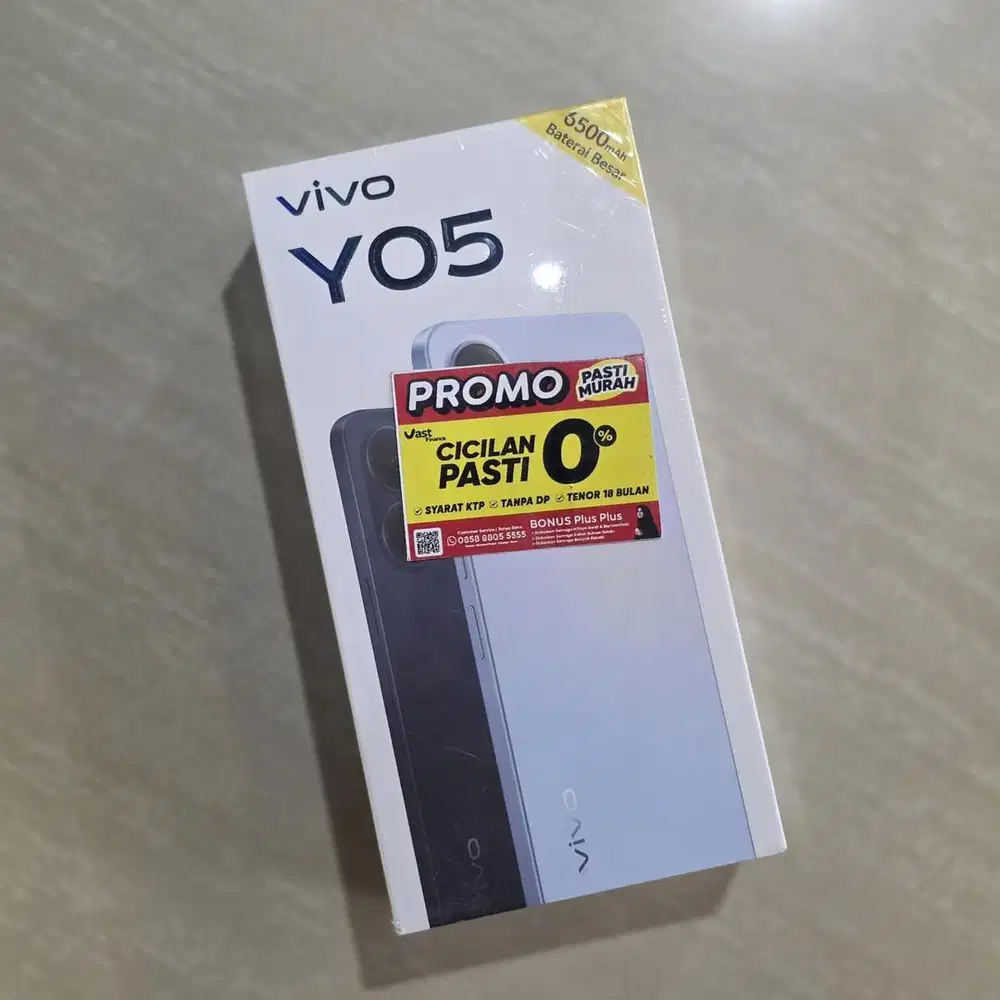 vivo
Y05
6500mAh
Baterai Besar
PROMO
PASTI
MURAH
Vast
Finance
CICILAN
PASTI 0%
SYARAT KTP TANPA DP TENOR 18 BULAN
BONUS Plus Plus
0858 8805 5555
vivo
vivo